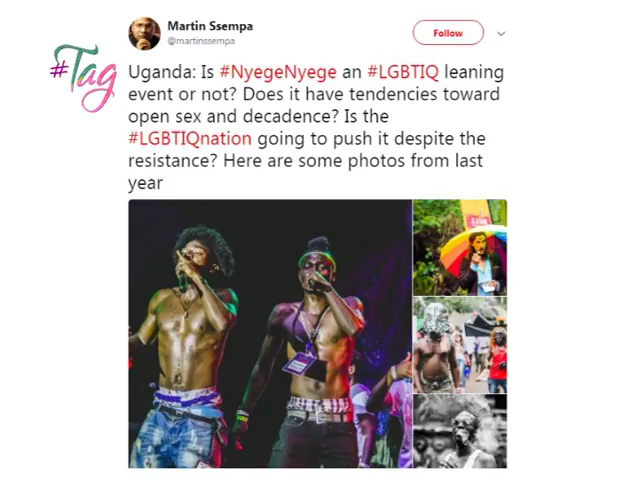 Martin Ssempa
@martinssempa
Follow
#Tag
Uganda: Is #NyegeNyege an #LGBTIQ leaning
event or not? Does it have tendencies toward
open sex and decadence? Is the
#LGBTIQnation going to push it despite the
resistance? Here are some photos from last
year